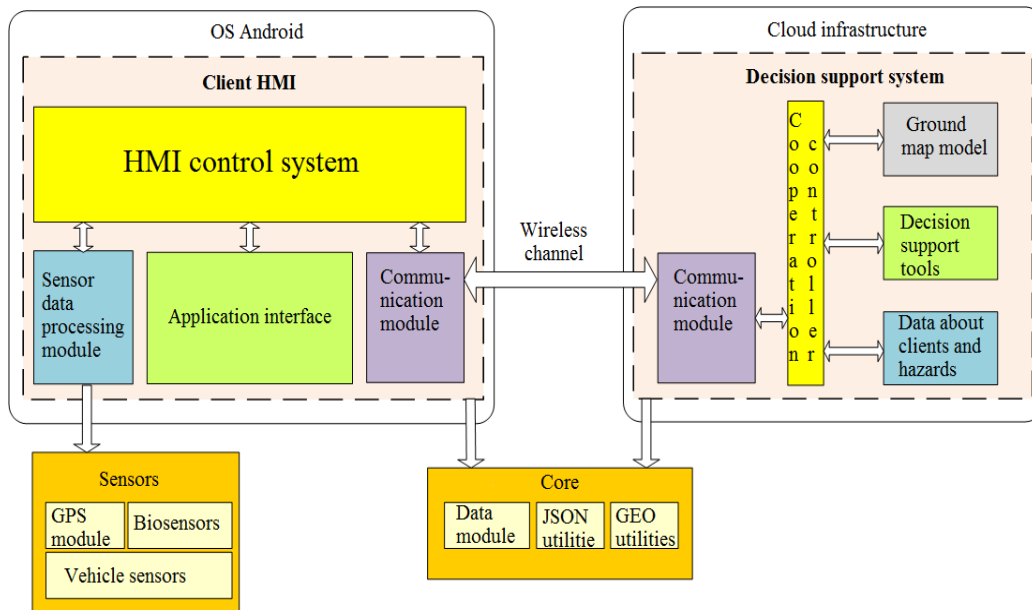 OS Android
Client HMI
HMI control system
Sensor
data
processing
module
Application interface
Commu-
nication
module
Wireless
channel
Cloud infrastructure
Decision support system
Commu-
nication
module
Cooperation
controller
Ground
map model
Decision
support
tools
Data about
clients and
hazards
Sensors
GPS
module
Biosensors
Vehicle sensors
Core
Data
module
JSON
utilitie
GEO
utilities